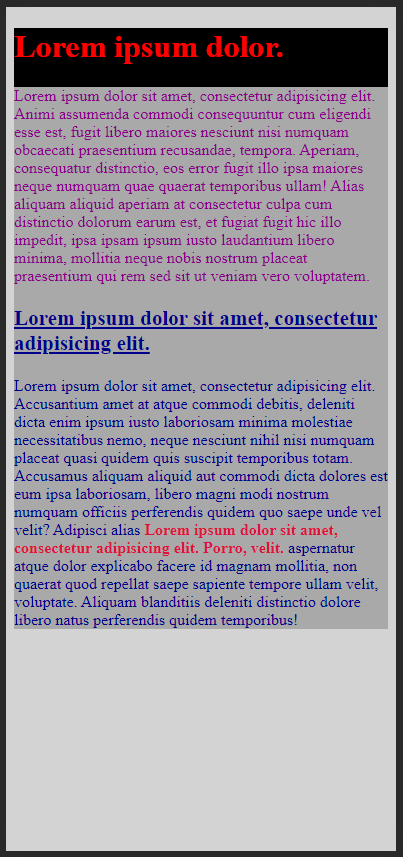 Lorem ipsum dolor.
Lorem ipsum dolor sit amet, consectetur adipisicing elit.
Animi assumenda commodi consequuntur cum eligendi
esse est, fugit libero maiores nesciunt nisi numquam
obcaecati praesentium recusandae, tempora. Aperiam,
consequatur distinctio, eos error fugit illo ipsa maiores
neque numquam quae quaerat temporibus ullam! Alias
aliquam aliquid aperiam at consectetur culpa cum
distinctio dolorum earum est, et fugiat fugit hic illo
impedit, ipsa ipsam ipsum iusto laudantium libero
minima, mollitia neque nobis nostrum placeat
praesentium qui rem sed sit ut veniam vero voluptatem.
Lorem ipsum dolor sit amet, consectetur
adipisicing elit.
Lorem ipsum dolor sit amet, consectetur adipisicing elit.
Accusantium amet at atque commodi debitis, deleniti
dicta enim ipsum iusto laboriosam minima molestiae
necessitatibus nemo, neque nesciunt nihil nisi numquam
placeat quasi quidem quis suscipit temporibus totam.
Accusamus aliquam aliquid aut commodi dicta dolores est
eum ipsa laboriosam, libero magni modi nostrum
numquam officiis perferendis quidem quo saepe unde vel
velit? Adipisci alias Lorem ipsum dolor sit amet,
consectetur adipisicing elit. Porro, velit. aspernatur
atque dolor explicabo facere id magnam mollitia, non
quaerat quod repellat saepe sapiente tempore ullam velit,
voluptate. Aliquam blanditiis deleniti distinctio dolore
libero natus perferendis quidem temporibus!